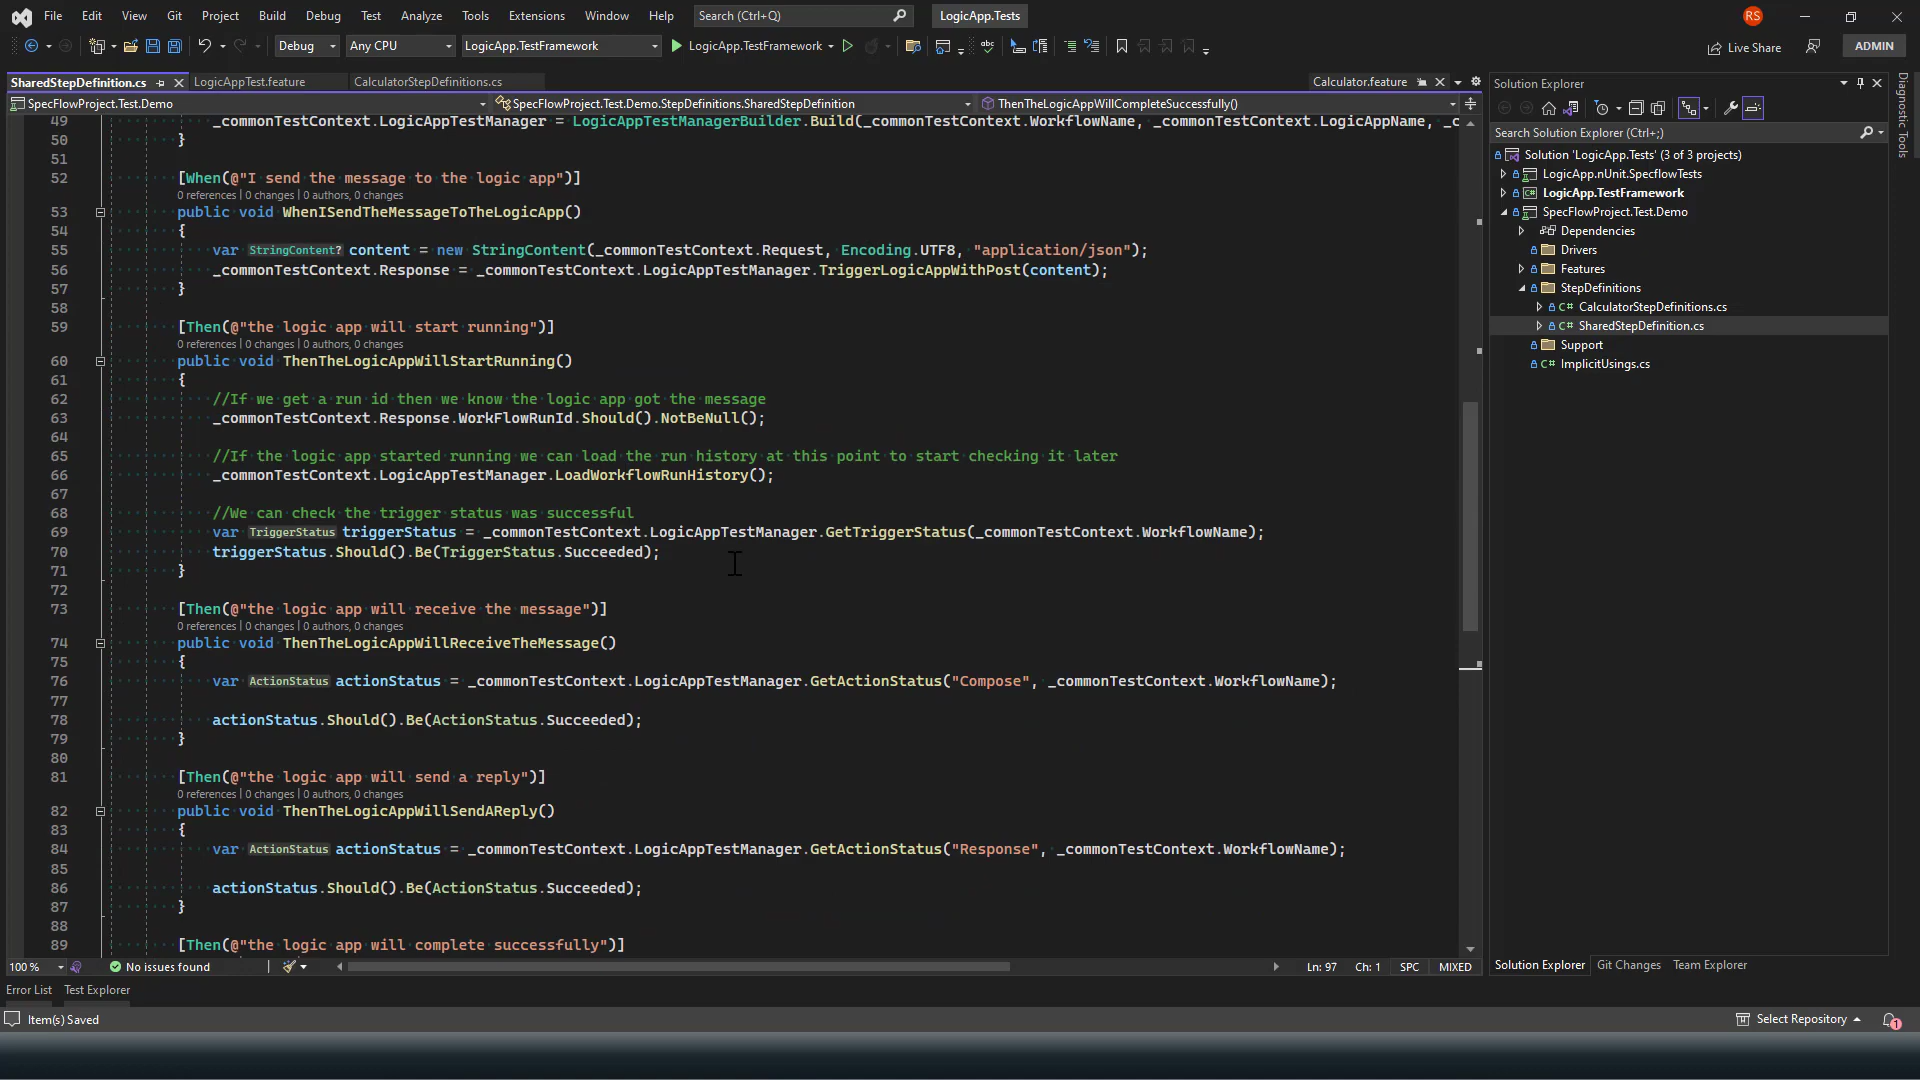 File Edit View Git Project Build Debug Test Analyze Tools Extensions Window Help Search (Ctrl+Q) LogicApp.Tests RS
Debug Any CPU LogicApp.TestFramework LogicApp.TestFramework Live Share ADMIN
SharedStepDefinition.cs LogicAppTest.feature CalculatorStepDefinitions.cs Calculator.feature
SpecFlowProject.Test.Demo SpecFlowProject.Test.Demo.StepDefinitions.SharedStepDefinition ThenTheLogicAppWillCompleteSuccessfully()
49 _commonTestContext.LogicAppTestManager = LogicAppTestManagerBuilder.Build(_commonTestContext.WorkflowName, _commonTestContext.LogicAppName, _c
50 }
51
52 [When(@"I send the message to the logic app")]
0 references | 0 changes | 0 authors, 0 changes
53 public void WhenISendTheMessageToTheLogicApp()
54 {
55 var StringContent? content = new StringContent(_commonTestContext.Request, Encoding.UTF8, "application/json");
56 _commonTestContext.Response = _commonTestContext.LogicAppTestManager.TriggerLogicAppWithPost(content);
57 }
58
59 [Then(@"the logic app will start running")]
0 references | 0 changes | 0 authors, 0 changes
60 public void ThenTheLogicAppWillStartRunning()
61 {
62 //If we get a run id then we know the logic app got the message
63 _commonTestContext.Response.WorkFlowRunId.Should().NotBeNull();
64
65 //If the logic app started running we can load the run history at this point to start checking it later
66 _commonTestContext.LogicAppTestManager.LoadWorkflowRunHistory();
67
68 //We can check the trigger status was successful
69 var TriggerStatus triggerStatus = _commonTestContext.LogicAppTestManager.GetTriggerStatus(_commonTestContext.WorkflowName);
70 triggerStatus.Should().Be(TriggerStatus.Succeeded);
71 }
72
73 [Then(@"the logic app will receive the message")]
0 references | 0 changes | 0 authors, 0 changes
74 public void ThenTheLogicAppWillReceiveTheMessage()
75 {
76 var ActionStatus actionStatus = _commonTestContext.LogicAppTestManager.GetActionStatus("Compose", _commonTestContext.WorkflowName);
77
78 actionStatus.Should().Be(ActionStatus.Succeeded);
79 }
80
81 [Then(@"the logic app will send a reply")]
0 references | 0 changes | 0 authors, 0 changes
82 public void ThenTheLogicAppWillSendAReply()
83 {
84 var ActionStatus actionStatus = _commonTestContext.LogicAppTestManager.GetActionStatus("Response", _commonTestContext.WorkflowName);
85
86 actionStatus.Should().Be(ActionStatus.Succeeded);
87 }
88
89 [Then(@"the logic app will complete successfully")]
100 % No issues found Ln: 97 Ch: 1 SPC MIXED
Solution Explorer
Search Solution Explorer (Ctrl+;)
Solution 'LogicApp.Tests' (3 of 3 projects)
LogicApp.nUnit.SpecflowTests
LogicApp.TestFramework
SpecFlowProject.Test.Demo
Dependencies
Drivers
Features
StepDefinitions
C# CalculatorStepDefinitions.cs
C# SharedStepDefinition.cs
Support
C# ImplicitUsings.cs
Solution Explorer Git Changes Team Explorer
Diagnostic Tools
Error List Test Explorer
Item(s) Saved Select Repository 1